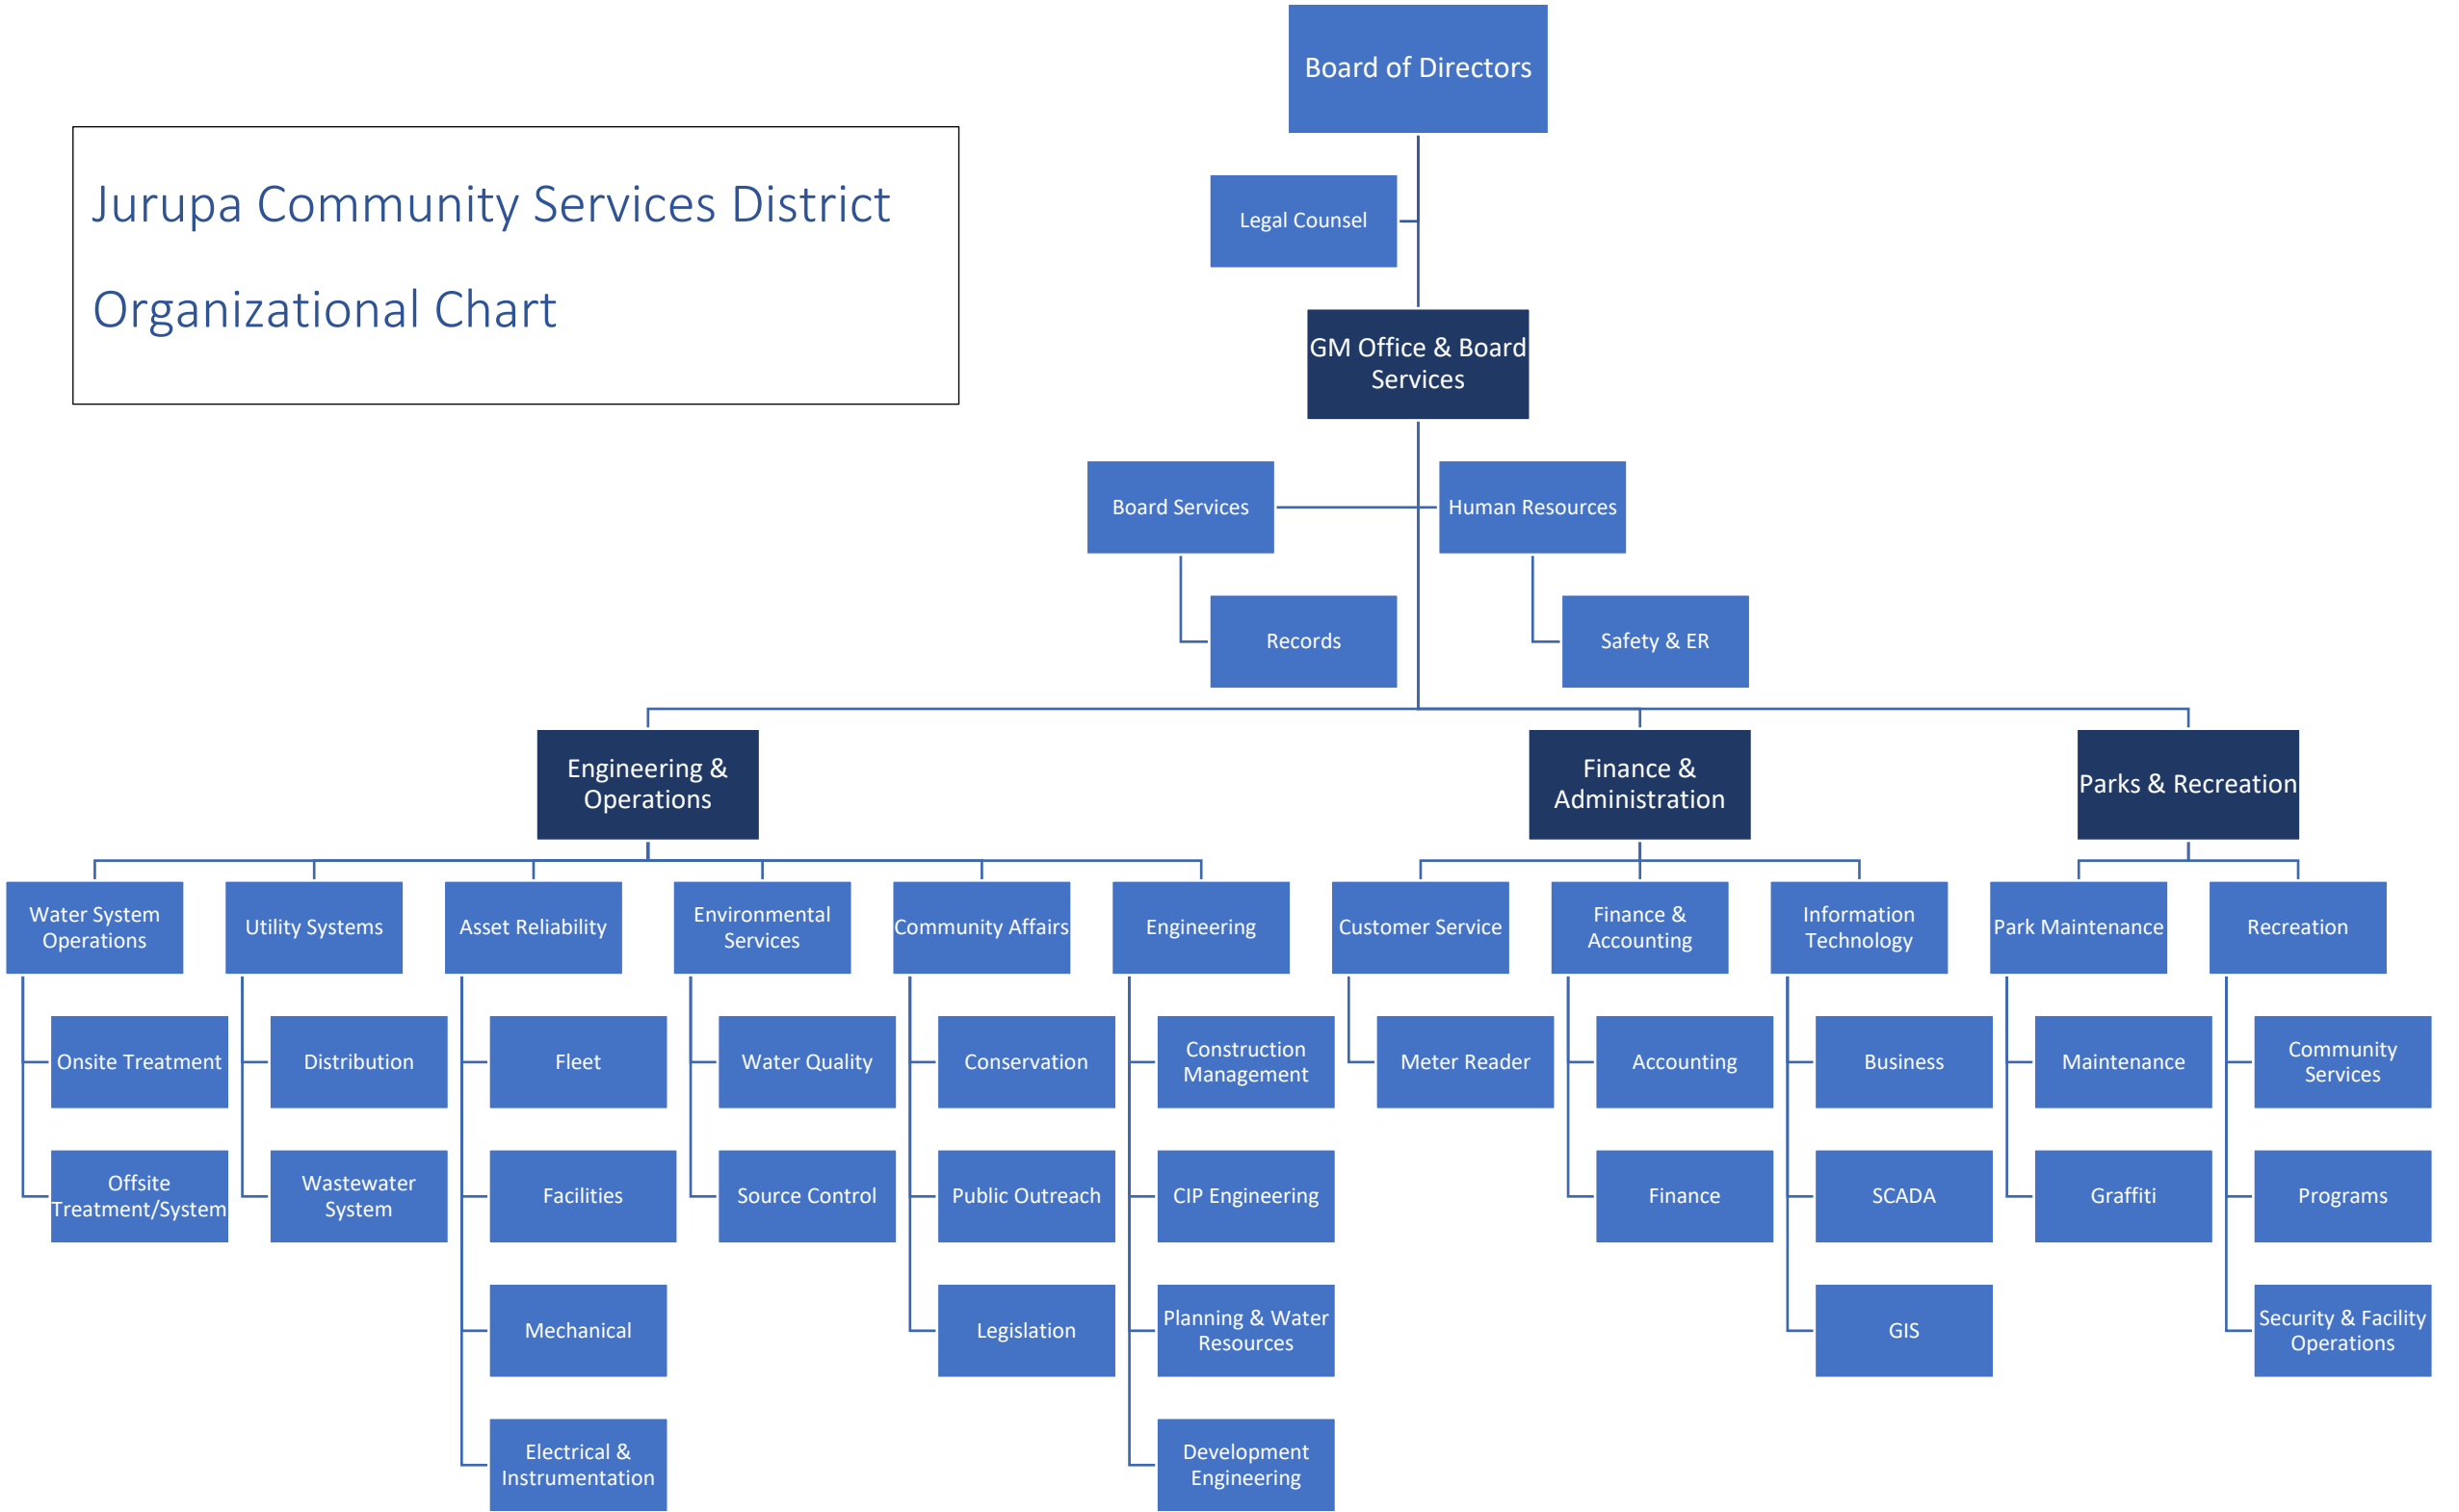 Board of Directors
Jurupa Community Services District
Organizational Chart
Legal Counsel
GM Office & Board
Services
Board Services
Human Resources
Records
Safety & ER
Engineering &
Operations
Finance &
Administration
Parks & Recreation
Water System
Operations
Utility Systems
Asset Reliability
Environmental
Services
Community Affairs
Engineering
Customer Service
Finance &
Accounting
Information
Technology
Park Maintenance
Recreation
Onsite Treatment
Distribution
Fleet
Water Quality
Conservation
Construction
Management
Meter Reader
Accounting
Business
Maintenance
Community
Services
Offsite
Treatment/System
Wastewater
System
Facilities
Source Control
Public Outreach
CIP Engineering
Finance
SCADA
Graffiti
Programs
Mechanical
Legislation
Planning & Water
Resources
GIS
Security & Facility
Operations
Electrical &
Instrumentation
Development
Engineering